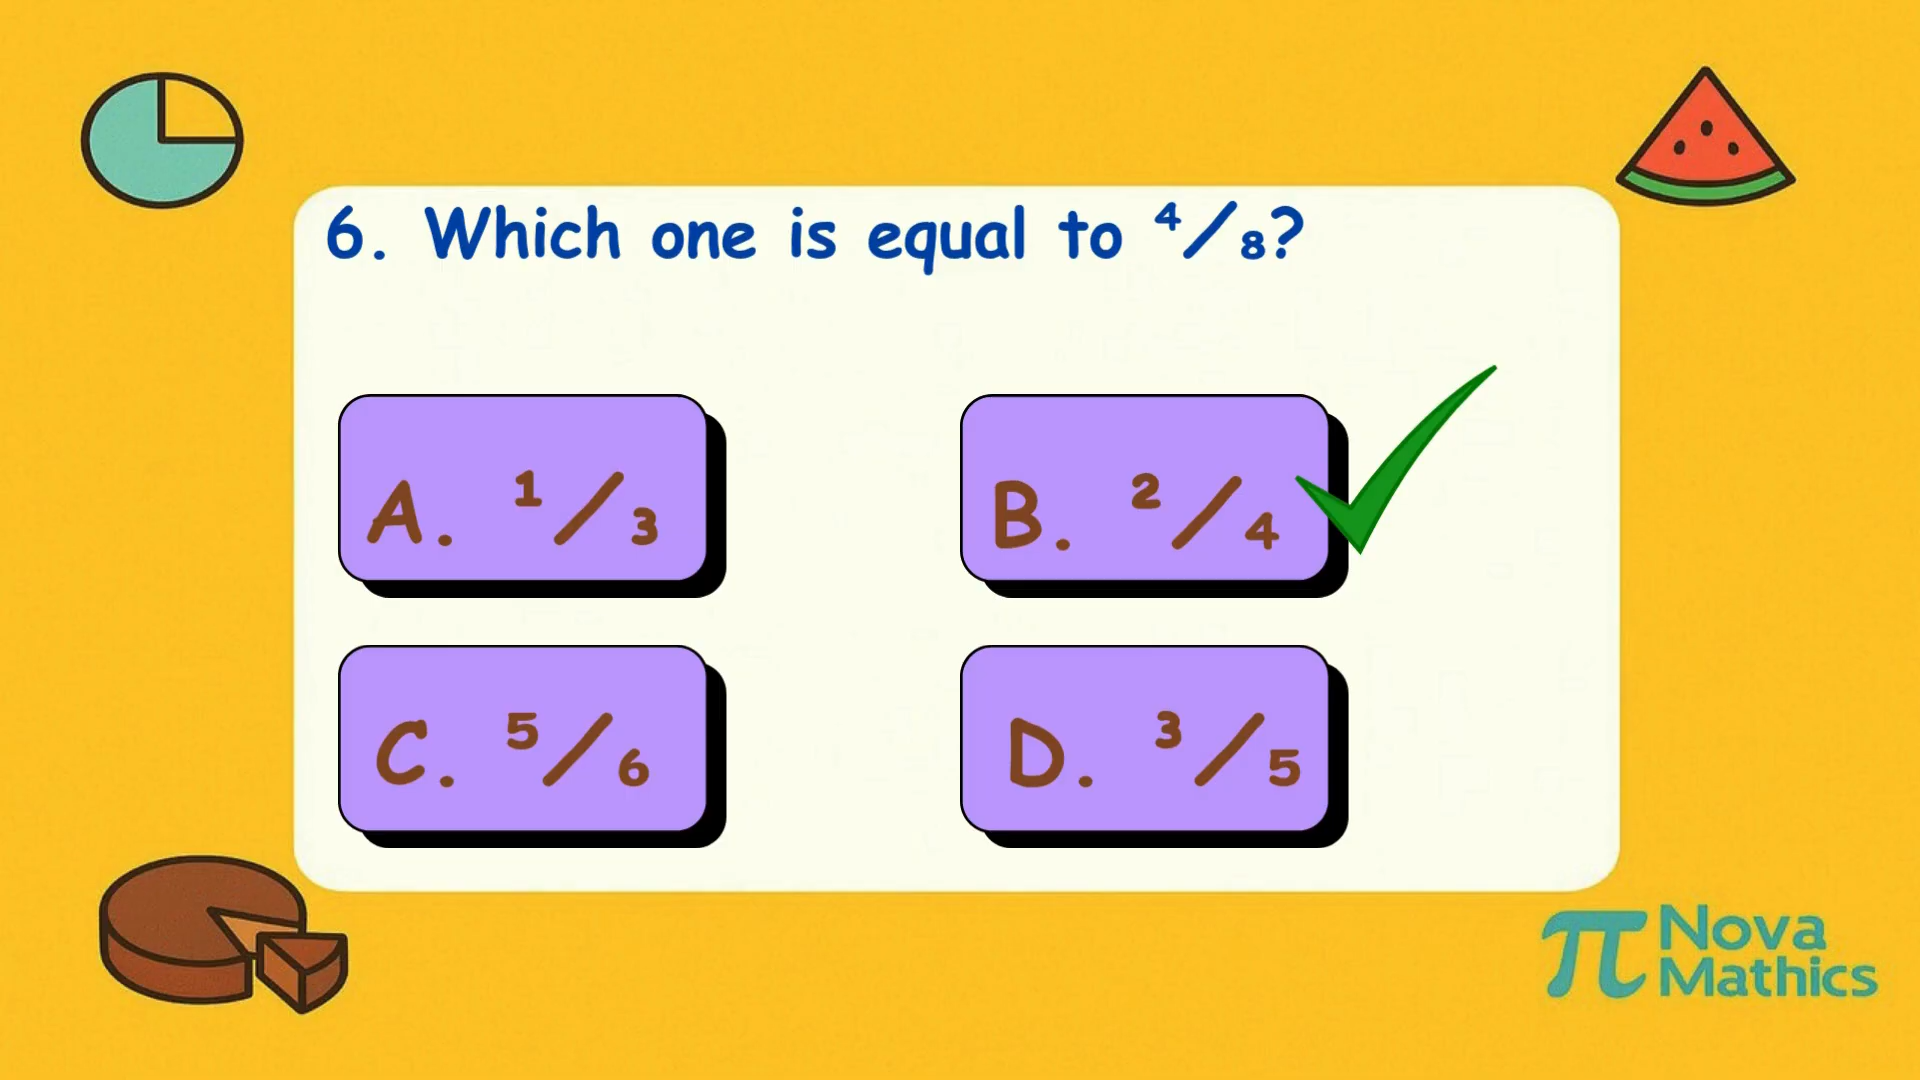 6. Which one is equal to ⁴/₈?
A. ¹/₃
B. ²/₄
C. ⁵/₆
D. ³/₅
π Nova
Mathics